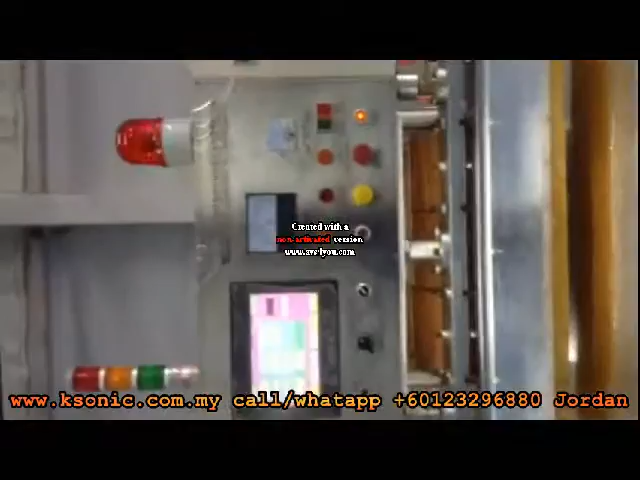 Created with a
non-activated version
www.avs4you.com
www.ksonic.com.my call/whatapp +60123296880 Jordan